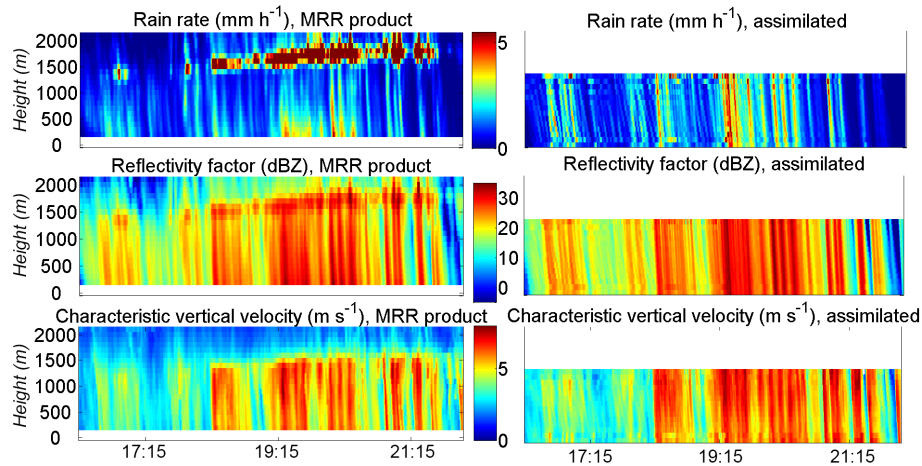 Rain rate (mm h⁻¹), MRR product
Rain rate (mm h⁻¹), assimilated
Height (m)
2000
1500
1000
500
0
5
0
Reflectivity factor (dBZ), MRR product
Reflectivity factor (dBZ), assimilated
Height (m)
2000
1500
1000
500
0
30
20
10
0
Characteristic vertical velocity (m s⁻¹), MRR product
Characteristic vertical velocity (m s⁻¹), assimilated
Height (m)
2000
1500
1000
500
0
5
0
17:15 19:15 21:15
17:15 19:15 21:15